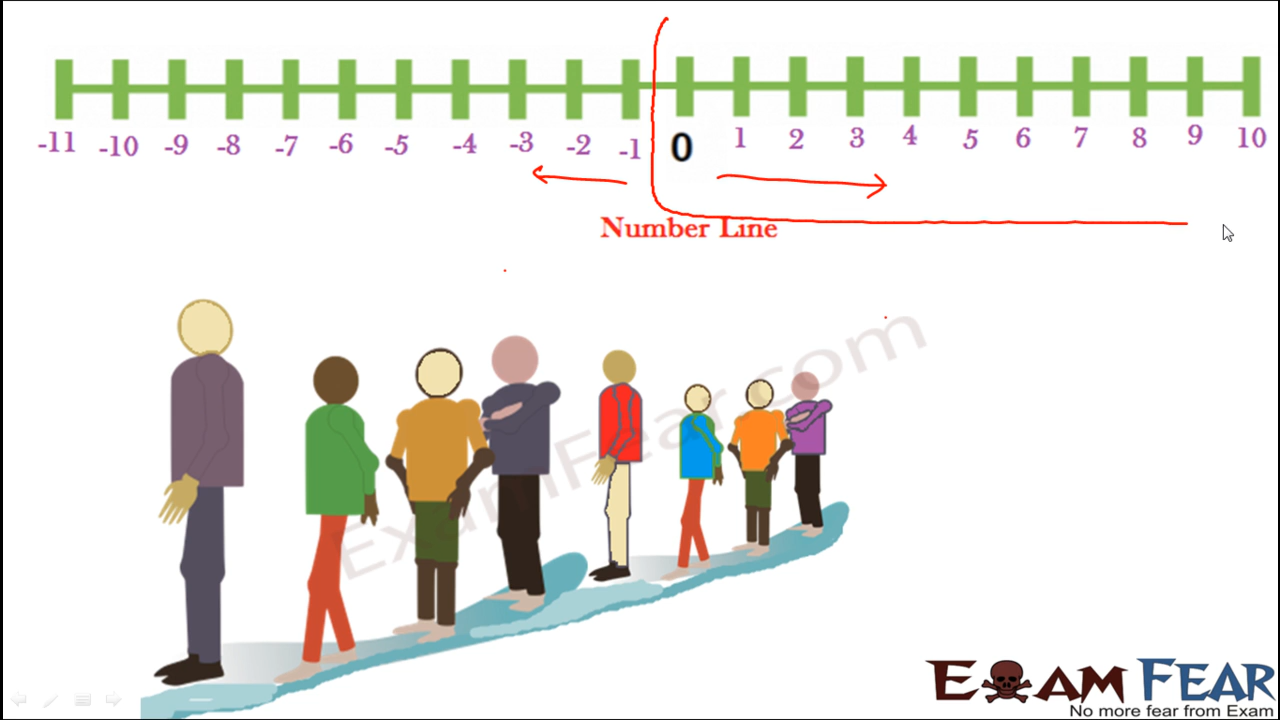 -11 -10 -9 -8 -7 -6 -5 -4 -3 -2 -1 0 1 2 3 4 5 6 7 8 9 10
Number Line
ExamFear.com
EXAM FEAR
No more fear from Exam